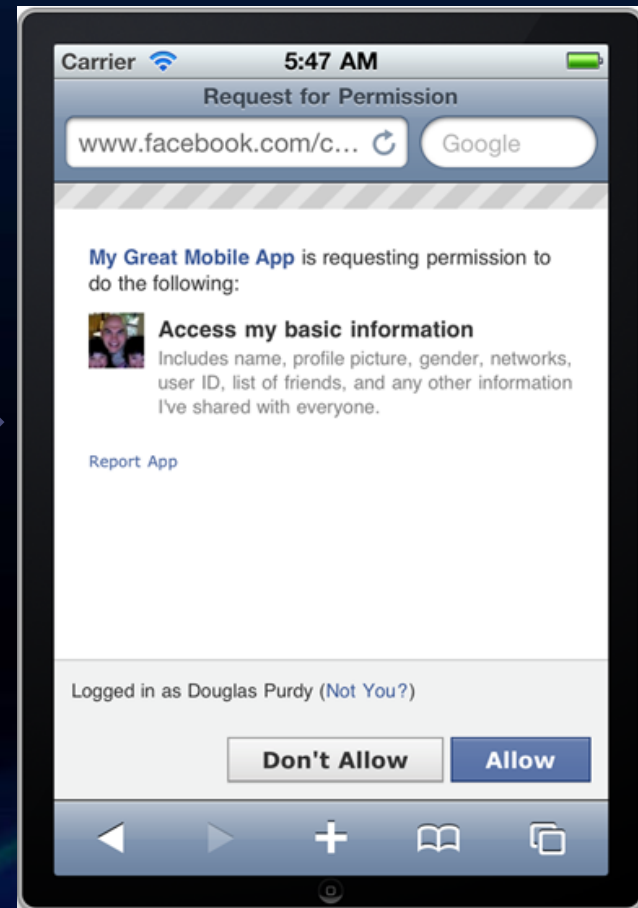 Carrier 5:47 AM
Request for Permission
www.facebook.com/c... Google
My Great Mobile App is requesting permission to
do the following:
Access my basic information
Includes name, profile picture, gender, networks,
user ID, list of friends, and any other information
I've shared with everyone.
Report App
Logged in as Douglas Purdy (Not You?)
Don't Allow Allow